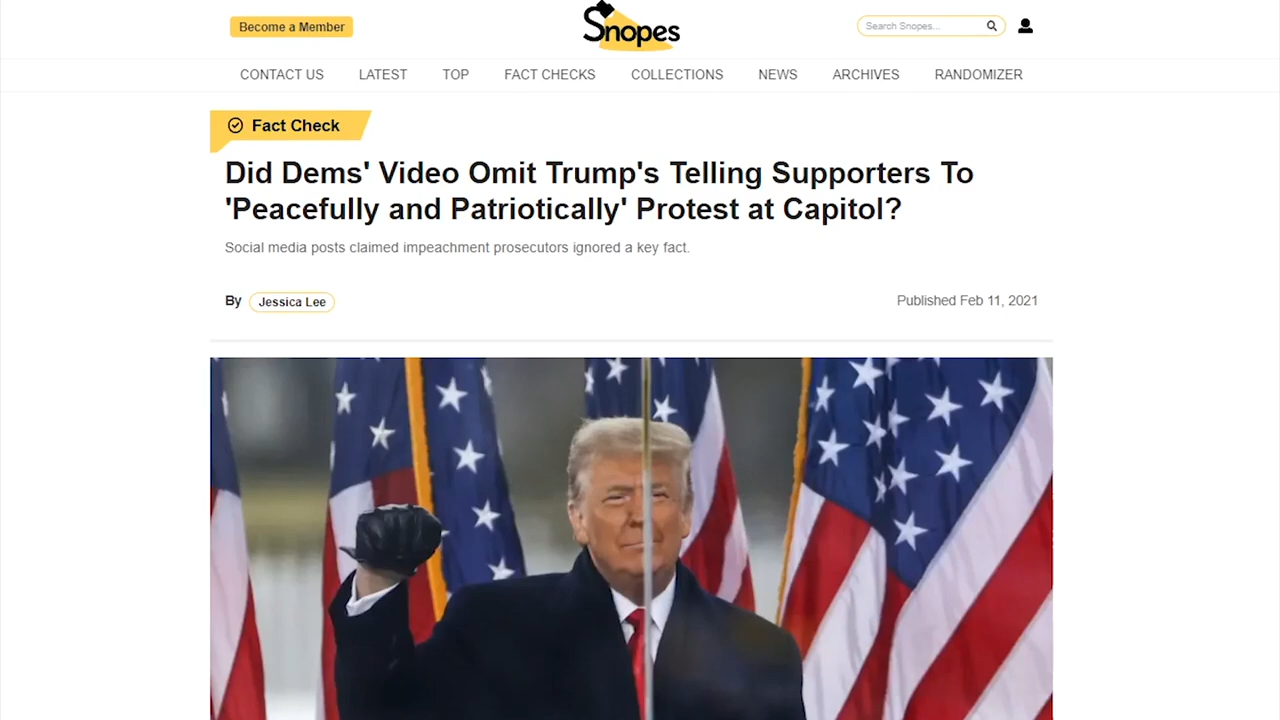 Become a Member
Snopes
Search Snopes...
CONTACT US LATEST TOP FACT CHECKS COLLECTIONS NEWS ARCHIVES RANDOMIZER
Fact Check
Did Dems' Video Omit Trump's Telling Supporters To
'Peacefully and Patriotically' Protest at Capitol?
Social media posts claimed impeachment prosecutors ignored a key fact.
By Jessica Lee
Published Feb 11, 2021